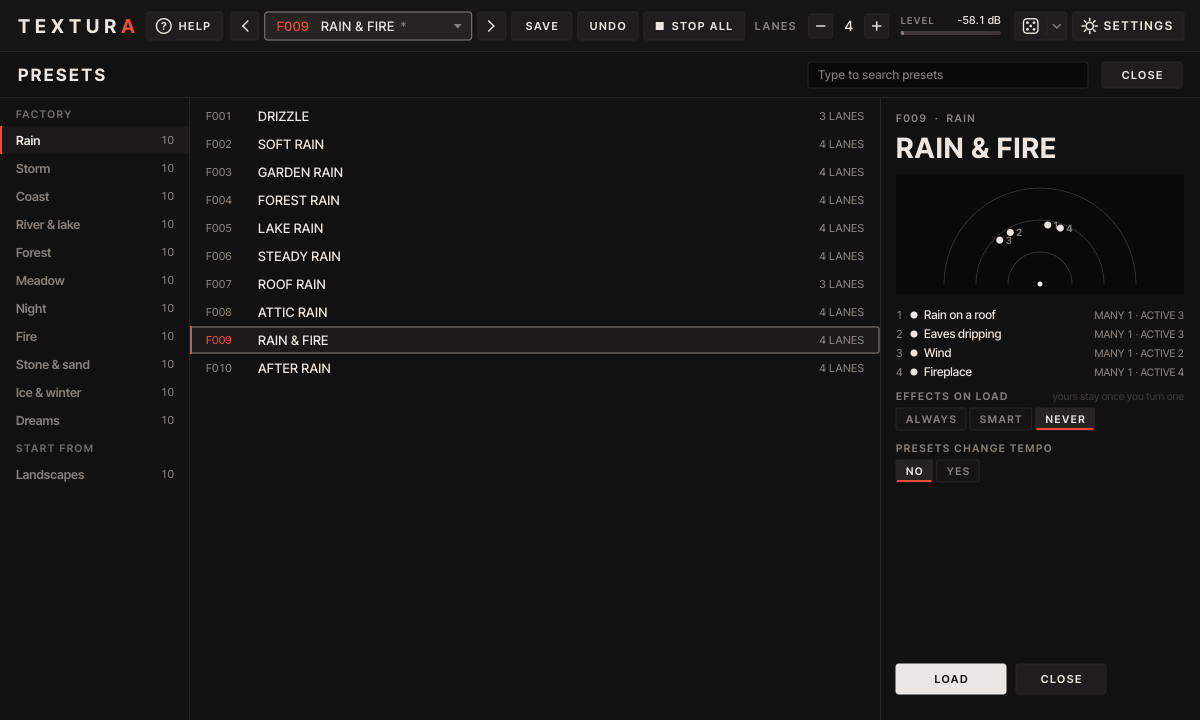 TEXTURA
HELP
F009 RAIN & FIRE *
SAVE
UNDO
STOP ALL
LANES
4
LEVEL -58.1 dB
SETTINGS
PRESETS
Type to search presets
CLOSE
FACTORY
Rain 10
Storm 10
Coast 10
River & lake 10
Forest 10
Meadow 10
Night 10
Fire 10
Stone & sand 10
Ice & winter 10
Dreams 10
START FROM
Landscapes 10
F001 DRIZZLE 3 LANES
F002 SOFT RAIN 4 LANES
F003 GARDEN RAIN 4 LANES
F004 FOREST RAIN 4 LANES
F005 LAKE RAIN 4 LANES
F006 STEADY RAIN 4 LANES
F007 ROOF RAIN 3 LANES
F008 ATTIC RAIN 4 LANES
F009 RAIN & FIRE 4 LANES
F010 AFTER RAIN 4 LANES
F009 · RAIN
RAIN & FIRE
1 4
2
3
1 Rain on a roof MANY 1 · ACTIVE 3
2 Eaves dripping MANY 1 · ACTIVE 3
3 Wind MANY 1 · ACTIVE 2
4 Fireplace MANY 1 · ACTIVE 4
EFFECTS ON LOAD yours stay once you turn one
ALWAYS SMART NEVER
PRESETS CHANGE TEMPO
NO YES
LOAD CLOSE